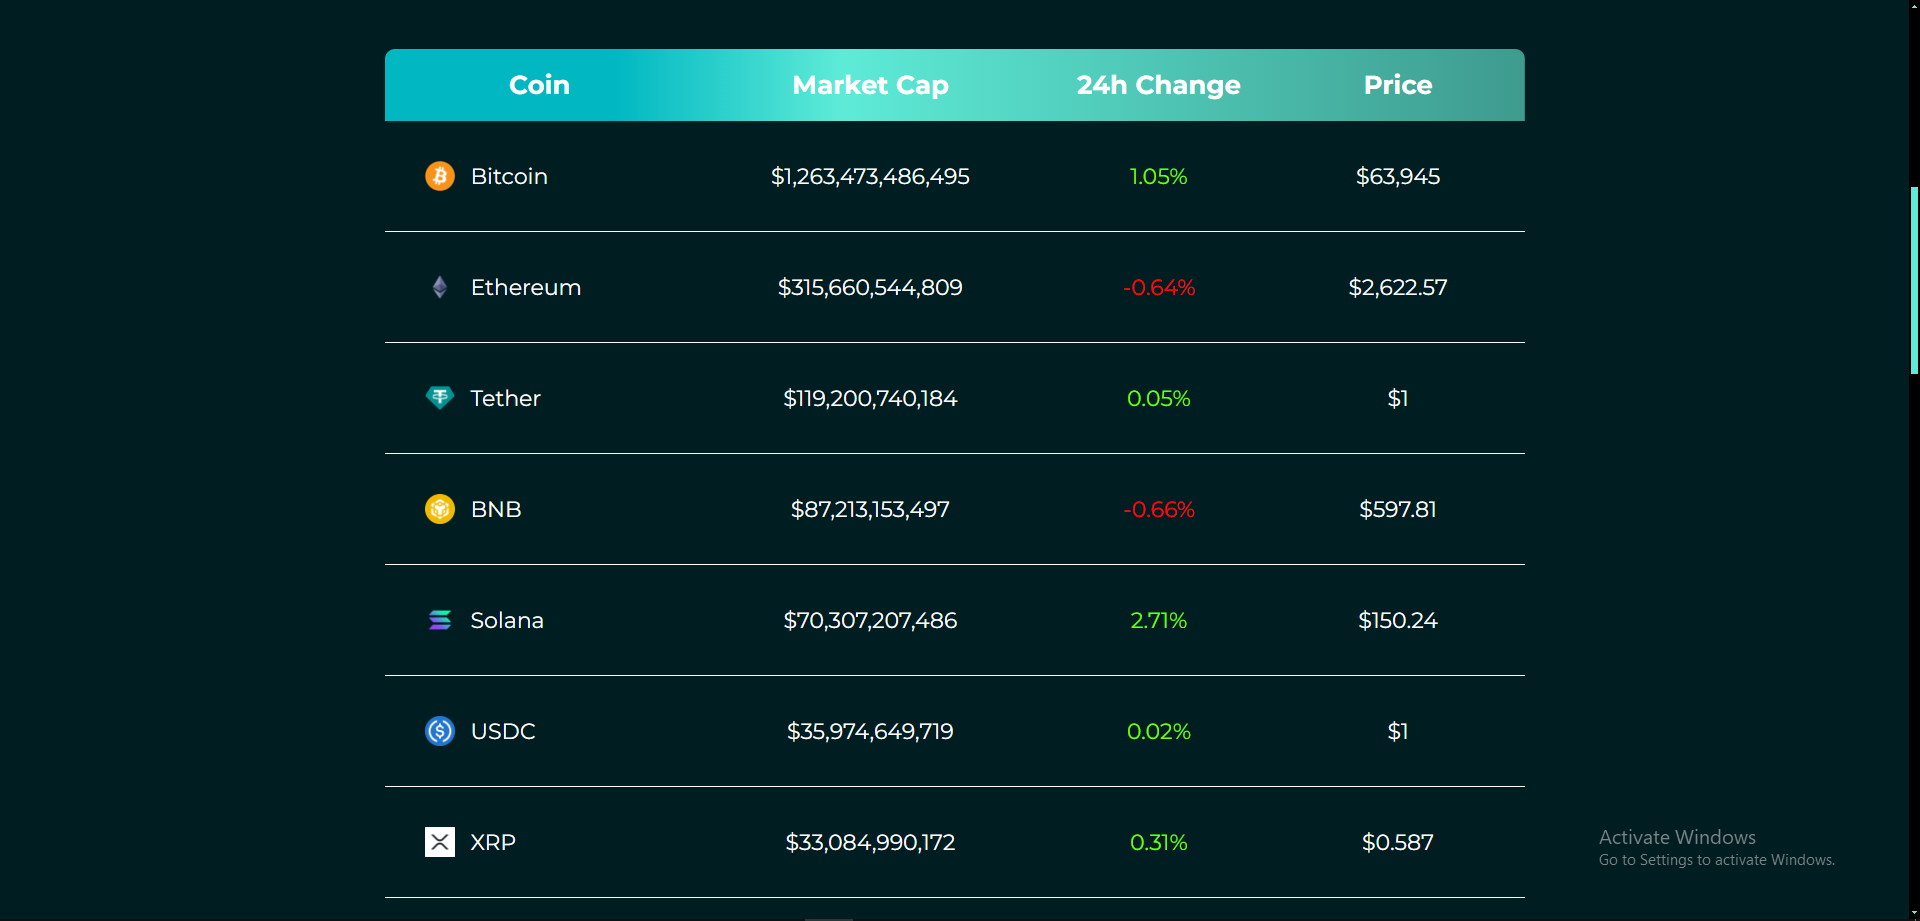 Coin Market Cap 24h Change Price
Bitcoin $1,263,473,486,495 1.05% $63,945
Ethereum $315,660,544,809 -0.64% $2,622.57
Tether $119,200,740,184 0.05% $1
BNB $87,213,153,497 -0.66% $597.81
Solana $70,307,207,486 2.71% $150.24
USDC $35,974,649,719 0.02% $1
XRP $33,084,990,172 0.31% $0.587
Activate Windows
Go to Settings to activate Windows.